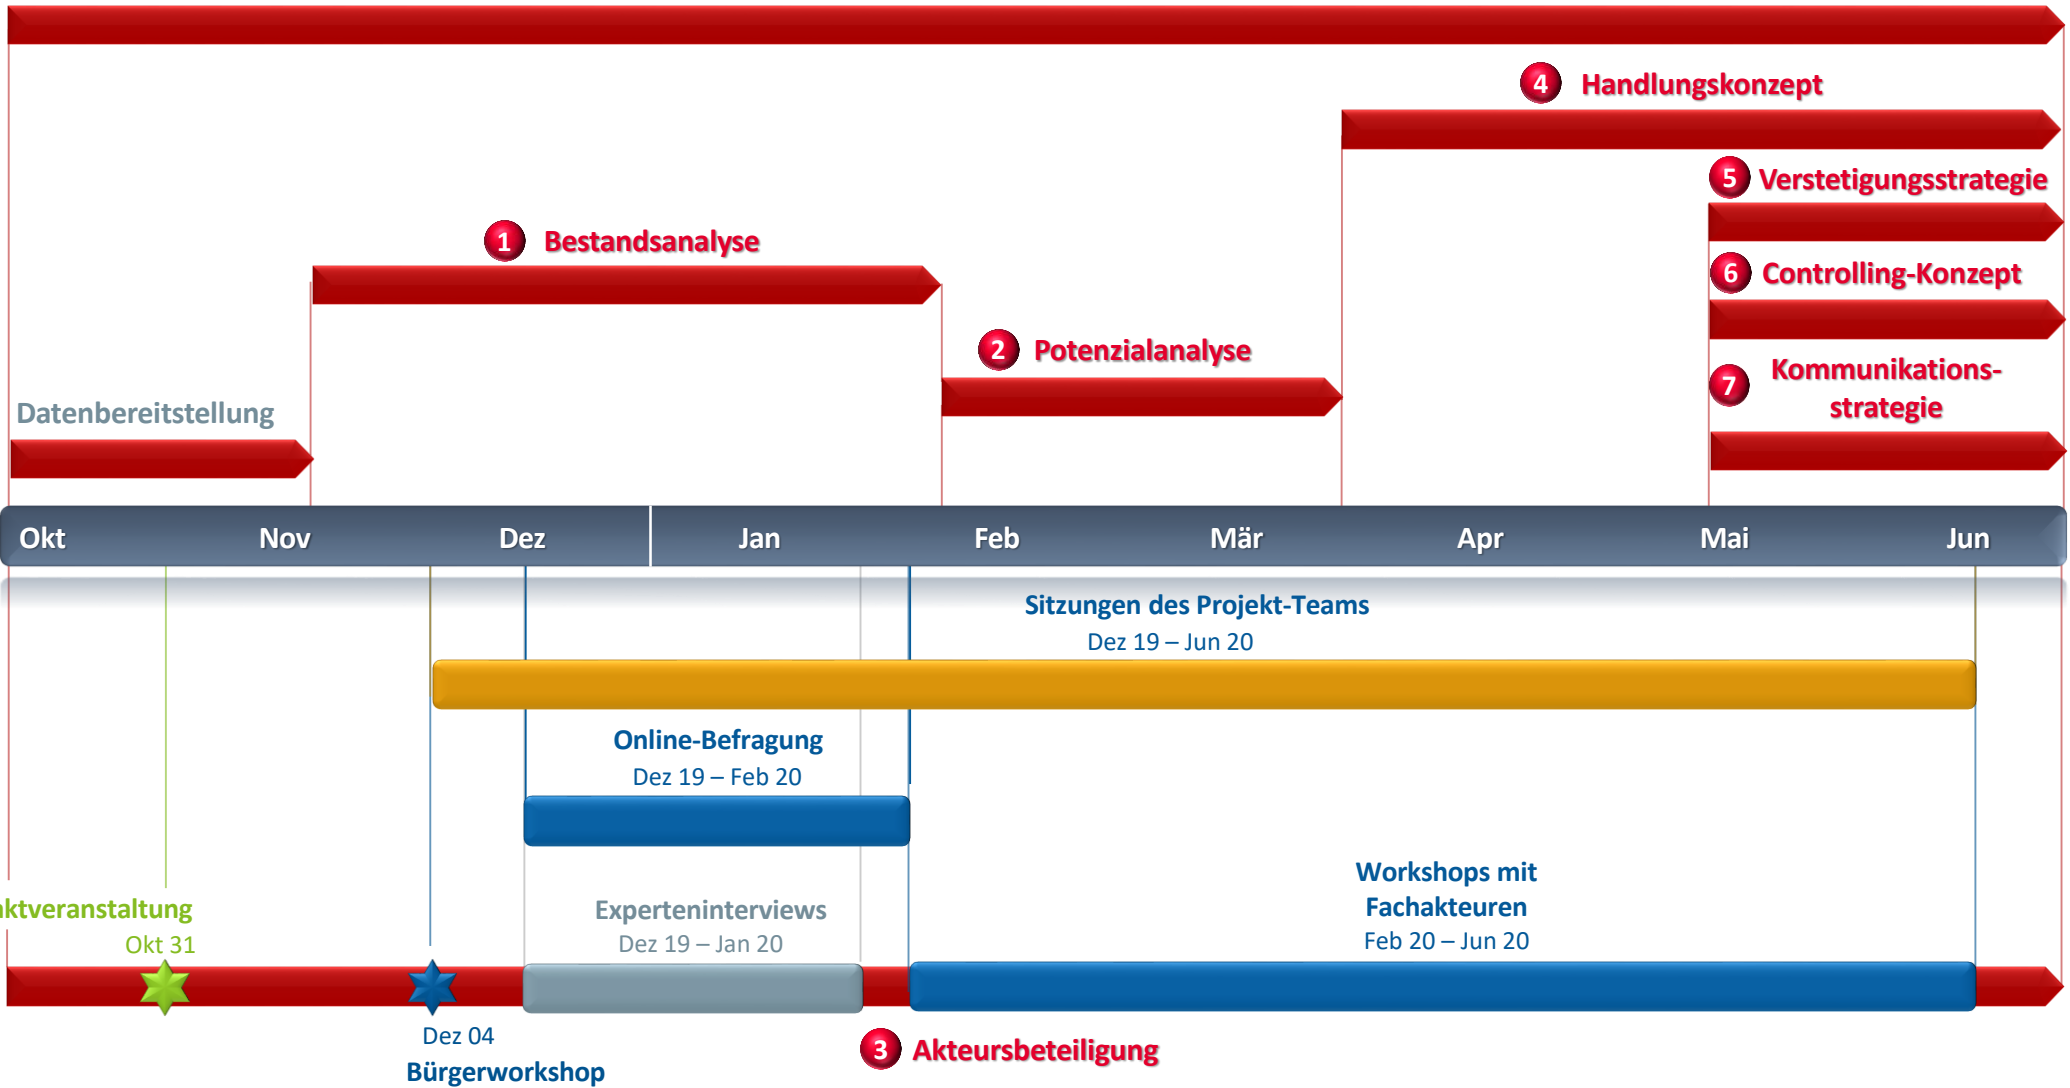 4 Handlungskonzept
5 Verstetigungsstrategie
1 Bestandsanalyse
6 Controlling-Konzept
2 Potenzialanalyse
7 Kommunikations-
strategie
Datenbereitstellung
Okt Nov Dez Jan Feb Mär Apr Mai Jun
Sitzungen des Projekt-Teams
Dez 19 – Jun 20
Online-Befragung
Dez 19 – Feb 20
Workshops mit
Fachakteuren
Feb 20 – Jun 20
ktveranstaltung
Okt 31
Experteninterviews
Dez 19 – Jan 20
Dez 04
Bürgerworkshop
3 Akteursbeteiligung